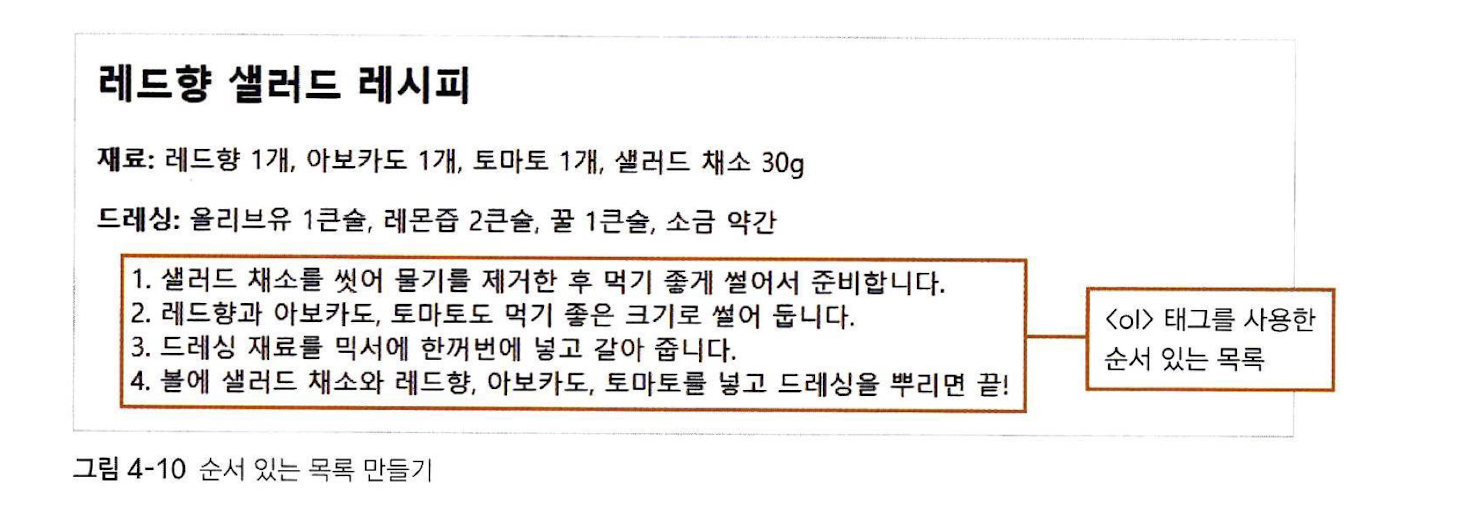 레드향 샐러드 레시피
재료: 레드향 1개, 아보카도 1개, 토마토 1개, 샐러드 채소 30g
드레싱: 올리브유 1큰술, 레몬즙 2큰술, 꿀 1큰술, 소금 약간
1. 샐러드 채소를 씻어 물기를 제거한 후 먹기 좋게 썰어서 준비합니다.
2. 레드향과 아보카도, 토마토도 먹기 좋은 크기로 썰어 둡니다.
3. 드레싱 재료를 믹서에 한꺼번에 넣고 갈아 줍니다.
4. 볼에 샐러드 채소와 레드향, 아보카도, 토마토를 넣고 드레싱을 뿌리면 끝!
<ol> 태그를 사용한
순서 있는 목록
그림 4-10 순서 있는 목록 만들기